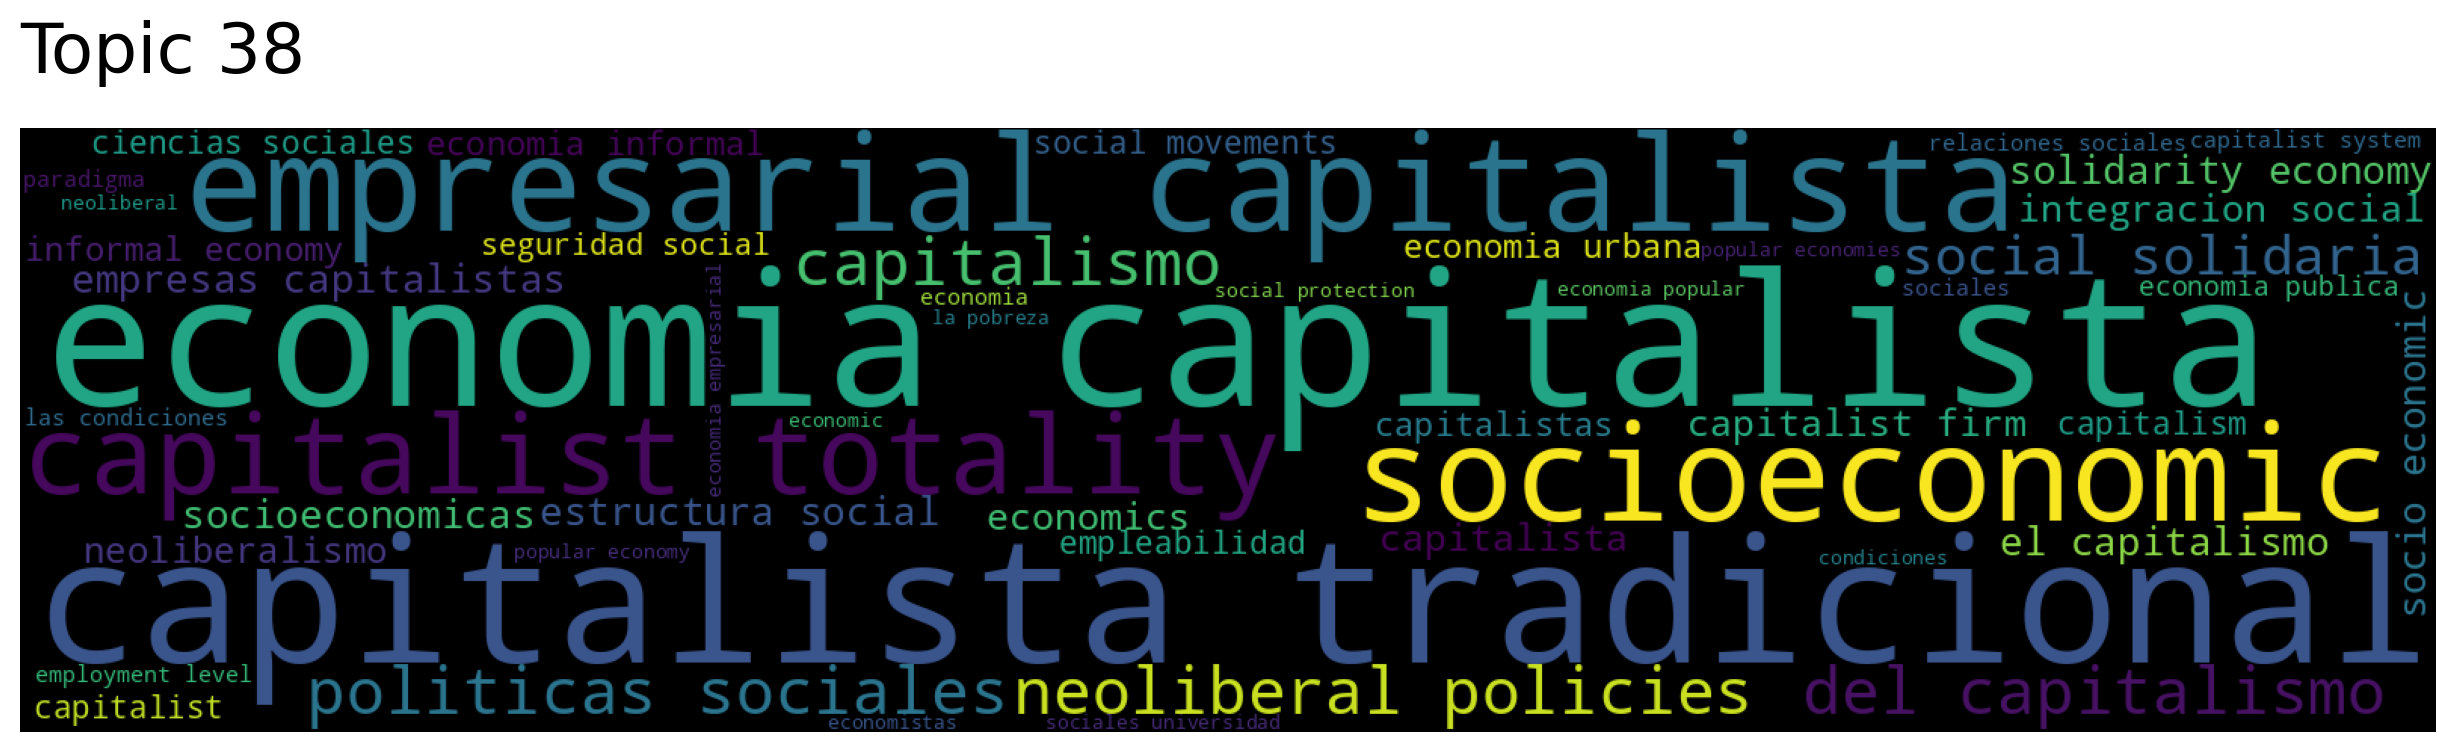 Topic 38
ciencias sociales
economia informal
social movements
relaciones sociales
capitalist system
paradigma
neoliberal
empresarial capitalista
solidarity economy
integracion social
informal economy
seguridad social
capitalismo
economia urbana
popular economies
social solidaria
empresas capitalistas
economia
social protection
economia popular
sociales
economia publica
la pobreza
economia capitalista
economia empresarial
socio economic
las condiciones
economic
capitalistas
capitalist firm
capitalism
capitalist totality
socioeconomic
socioeconomicas
estructura social
economics
neoliberalismo
popular economy
empleabilidad
capitalista
condiciones
el capitalismo
capitalista tradicional
employment level
capitalist
politicas sociales
neoliberal policies
del capitalismo
economistas
sociales universidad